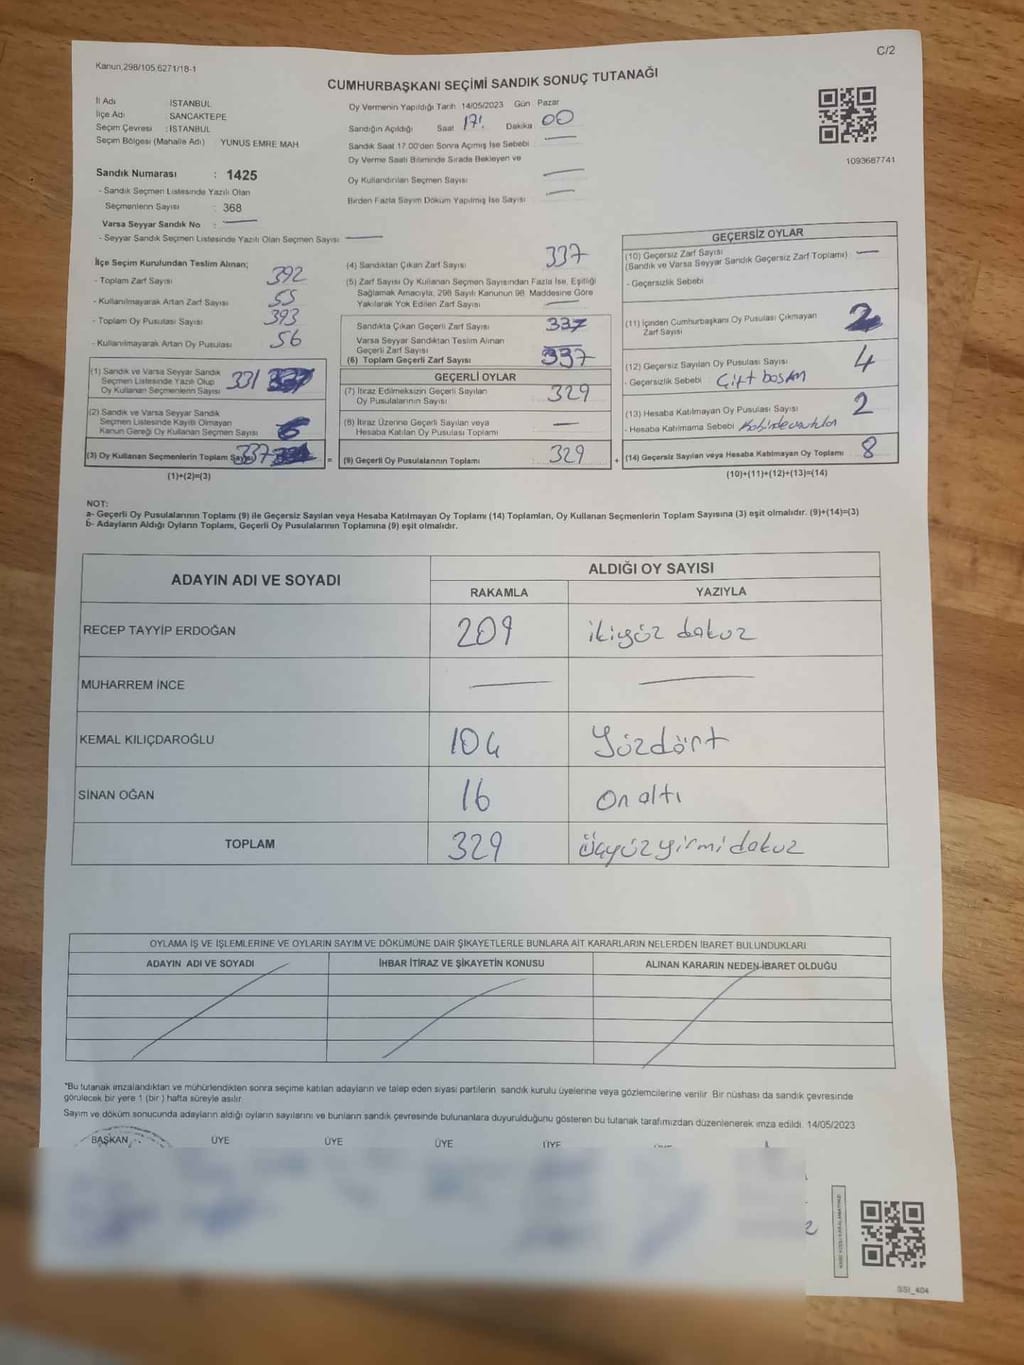 C/2
Kanun,298/105,6271/18-1
CUMHURBAŞKANI SEÇİMİ SANDIK SONUÇ TUTANAĞI
İl Adı : İSTANBUL
İlçe Adı : SANCAKTEPE
Seçim Çevresi : İSTANBUL
Seçim Bölgesi (Mahalle Adı) YUNUS EMRE MAH
Sandık Numarası : 1425
- Sandık Seçmen Listesinde Yazılı Olan
Seçmenlerin Sayısı : 368
Varsa Seyyar Sandık No :
- Seyyar Sandık Seçmen Listesinde Yazılı Olan Seçmen Sayısı
Oy Vermenin Yapıldığı Tarih 14/05/2023 Gün Pazar
Sandığın Açıldığı Saat 17: Dakika 00
Sandık Saat 17.00'den Sonra Açılmış İse Sebebi
Oy Verme Saati Bitiminde Sırada Bekleyen ve
Oy Kullandırılan Seçmen Sayısı
Birden Fazla Sayım Döküm Yapılmış İse Sayısı
1093687741
İlçe Seçim Kurulundan Teslim Alınan;
- Toplam Zarf Sayısı 392
- Kullanılmayarak Artan Zarf Sayısı 55
- Toplam Oy Pusulası Sayısı 393
- Kullanılmayarak Artan Oy Pusulası 56
(1) Sandık ve Varsa Seyyar Sandık
Seçmen Listesinde Yazılı Olup
Oy Kullanan Seçmenlerin Sayısı 331
(2) Sandık ve Varsa Seyyar Sandık
Seçmen Listesinde Kayıtlı Olmayan
Kanun Gereği Oy Kullanan Seçmen Sayısı 6
(3) Oy Kullanan Seçmenlerin Toplam Sayısı 337
(1)+(2)=(3)
(4) Sandıktan Çıkan Zarf Sayısı 337
(5) Zarf Sayısı Oy Kullanan Seçmen Sayısından Fazla İse, Eşitliği
Sağlamak Amacıyla, 298 Sayılı Kanunun 98. Maddesine Göre
Yakılarak Yok Edilen Zarf Sayısı
Sandıkta Çıkan Geçerli Zarf Sayısı 337
Varsa Seyyar Sandıktan Teslim Alınan
Geçerli Zarf Sayısı
(6) Toplam Geçerli Zarf Sayısı 337
GEÇERLİ OYLAR
(7) İtiraz Edilmeksizin Geçerli Sayılan
Oy Pusulalarının Sayısı 329
(8) İtiraz Üzerine Geçerli Sayılan veya
Hesaba Katılan Oy Pusulası Toplamı
= (9) Geçerli Oy Pusulalarının Toplamı 329
GEÇERSİZ OYLAR
(10) Geçersiz Zarf Sayısı
(Sandık ve Varsa Seyyar Sandık Geçersiz Zarf Toplamı)
- Geçersizlik Sebebi
(11) İçinden Cumhurbaşkanı Oy Pusulası Çıkmayan
Zarf Sayısı 2
(12) Geçersiz Sayılan Oy Pusulası Sayısı 4
- Geçersizlik Sebebi Çift basım
(13) Hesaba Katılmayan Oy Pusulası Sayısı 2
- Hesaba Katılmama Sebebi
+ (14) Geçersiz Sayılan veya Hesaba Katılmayan Oy Toplamı 8
(10)+(11)+(12)+(13)=(14)
NOT:
a- Geçerli Oy Pusulalarının Toplamı (9) ile Geçersiz Sayılan veya Hesaba Katılmayan Oy Toplamı (14) Toplamları, Oy Kullanan Seçmenlerin Toplam Sayısına (3) eşit olmalıdır. (9)+(14)=(3)
b- Adayların Aldığı Oyların Toplamı, Geçerli Oy Pusulalarının Toplamına (9) eşit olmalıdır.
ADAYIN ADI VE SOYADI ALDIĞI OY SAYISI
RAKAMLA YAZIYLA
RECEP TAYYİP ERDOĞAN 209 ikiyüz dokuz
MUHARREM İNCE
KEMAL KILIÇDAROĞLU 104 Yüzdört
SİNAN OĞAN 16 On altı
TOPLAM 329 üçyüz yirmi dokuz
OYLAMA İŞ VE İŞLEMLERİNE VE OYLARIN SAYIM VE DÖKÜMÜNE DAİR ŞİKAYETLERLE BUNLARA AİT KARARLARIN NELERDEN İBARET BULUNDUKLARI
ADAYIN ADI VE SOYADI İHBAR İTİRAZ VE ŞİKAYETİN KONUSU ALINAN KARARIN NEDEN İBARET OLDUĞU
"Bu tutanak imzalandıktan ve mühürlendikten sonra seçime katılan adayların ve talep eden siyasi partilerin sandık kurulu üyelerine veya gözlemcilerine verilir. Bir nüshası da sandık çevresinde
görülecek bir yere 1 (bir) hafta süreyle asılır.
Sayım ve döküm sonucunda adayların aldığı oyların sayılarını ve bunların sandık çevresinde bulunanlara duyurulduğunu gösteren bu tutanak tarafımızdan düzenlenerek imza edildi. 14/05/2023
BAŞKAN ÜYE ÜYE ÜYE ÜYE
SSI_404